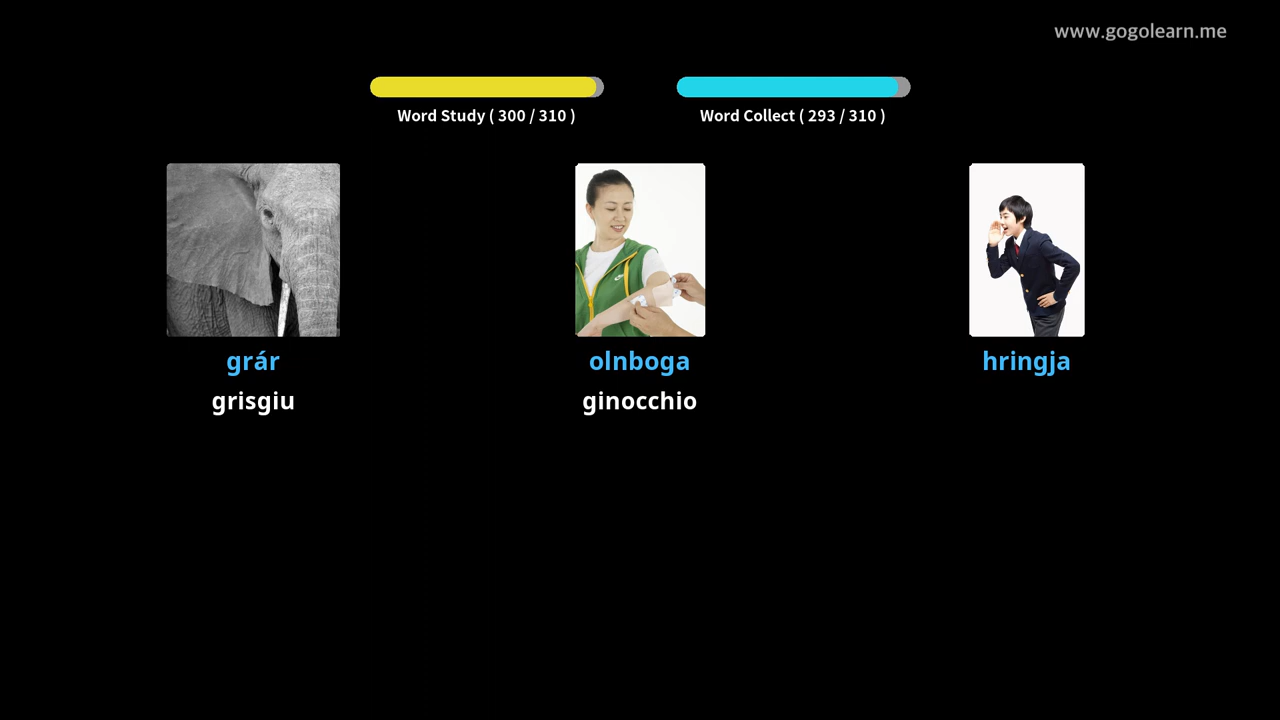 www.gogolearn.me
Word Study ( 300 / 310 )
Word Collect ( 293 / 310 )
grár
olnboga
hringja
grisgiu
ginocchio